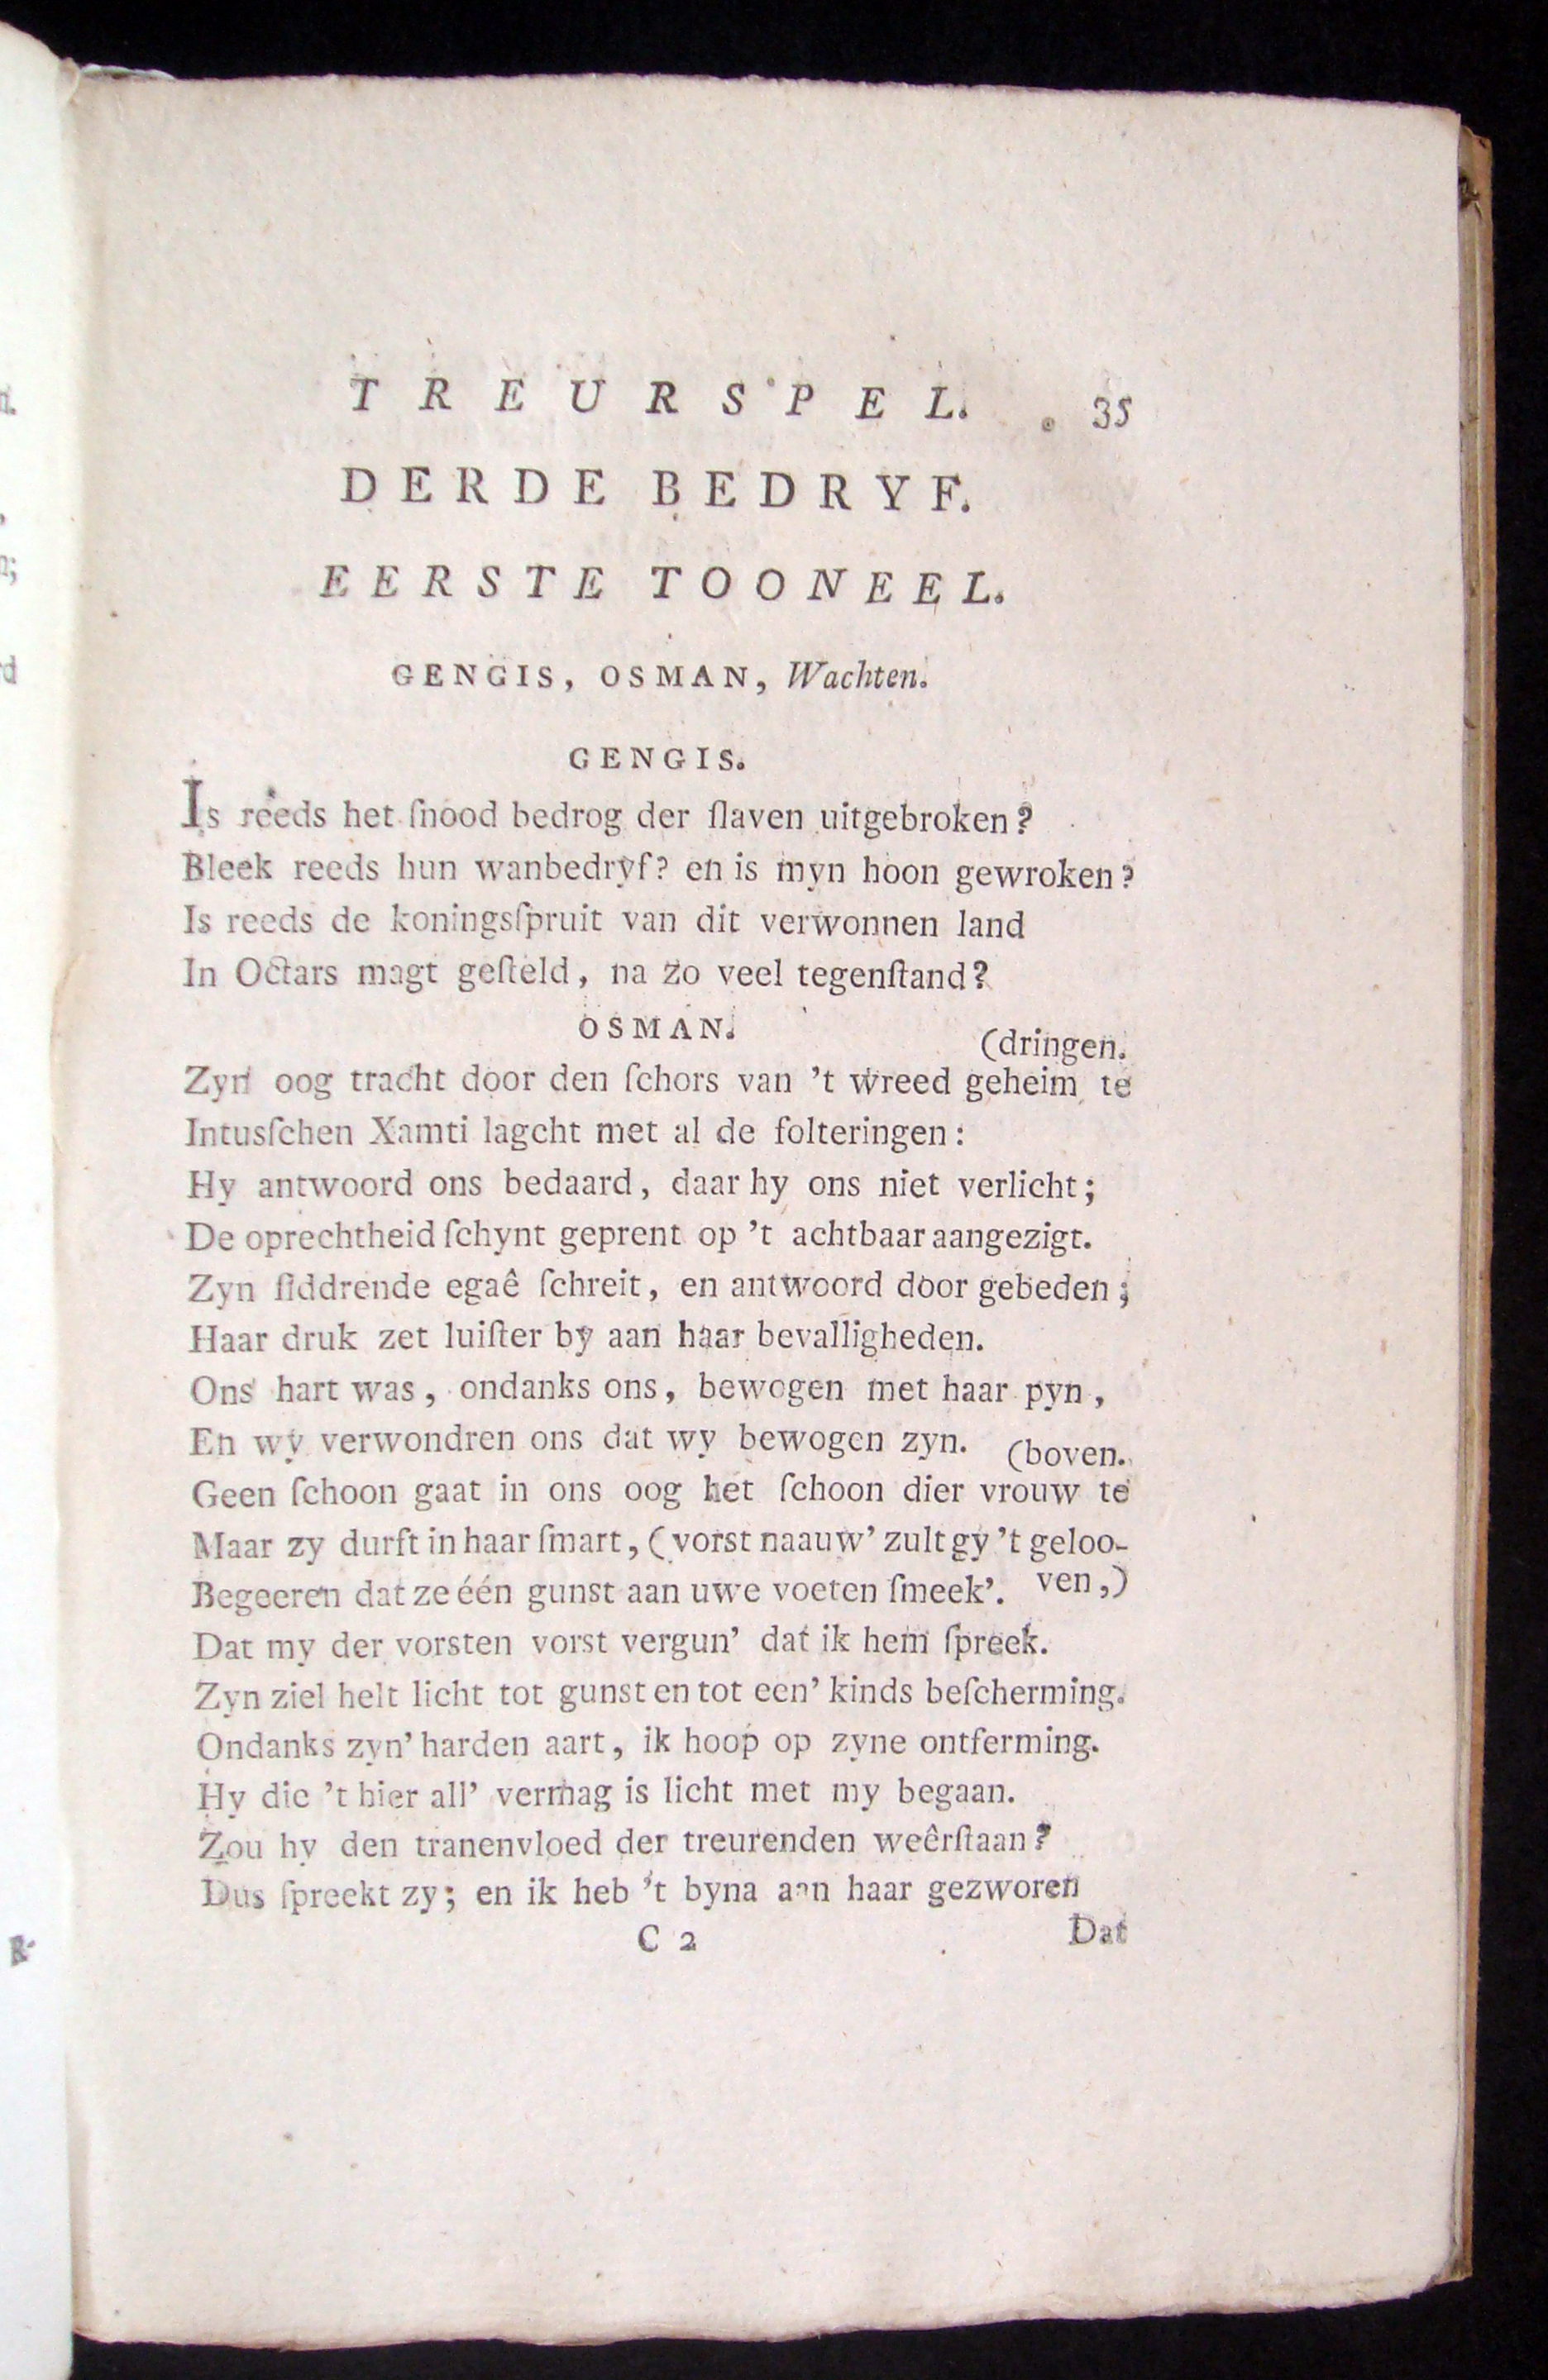 TREURSPEL. 35
DERDE BEDRYF.
EERSTE TOONEEL.
GENGIS, OSMAN, Wachten.
GENGIS.
Is reeds het ſnood bedrog der ſlaven uitgebroken?
Bleek reeds hun wanbedryf? en is myn hoon gewroken?
Is reeds de koningsſpruit van dit verwonnen land
In Octars magt geſteld, na zo veel tegenſtand?
OSMAN.
(dringen.
Zyn oog tracht door den ſchors van 't wreed geheim te
Intusſchen Xamti lagcht met al de folteringen:
Hy antwoord ons bedaard, daar hy ons niet verlicht;
De oprechtheid ſchynt geprent op 't achtbaar aangezigt.
Zyn ſiddrende egaê ſchreit, en antwoord door gebeden;
Haar druk zet luiſter by aan haar bevalligheden.
Ons hart was, ondanks ons, bewogen met haar pyn,
En wy verwondren ons dat wy bewogen zyn.
(boven.
Geen ſchoon gaat in ons oog het ſchoon dier vrouw te
Maar zy durft in haar ſmart, (vorst naauw' zult gy 't geloo-
Begeeren dat ze één gunst aan uwe voeten ſmeek'. ven,)
Dat my der vorsten vorst vergun' dat ik hem ſpreek.
Zyn ziel helt licht tot gunst en tot een' kinds beſcherming.
Ondanks zyn' harden aart, ik hoop op zyne ontferming.
Hy die 't hier all' vermag is licht met my begaan.
Zou hy den tranenvloed der treurenden weêrſtaan?
Dus ſpreekt zy; en ik heb 't byna aan haar gezworen
C 2 Dat